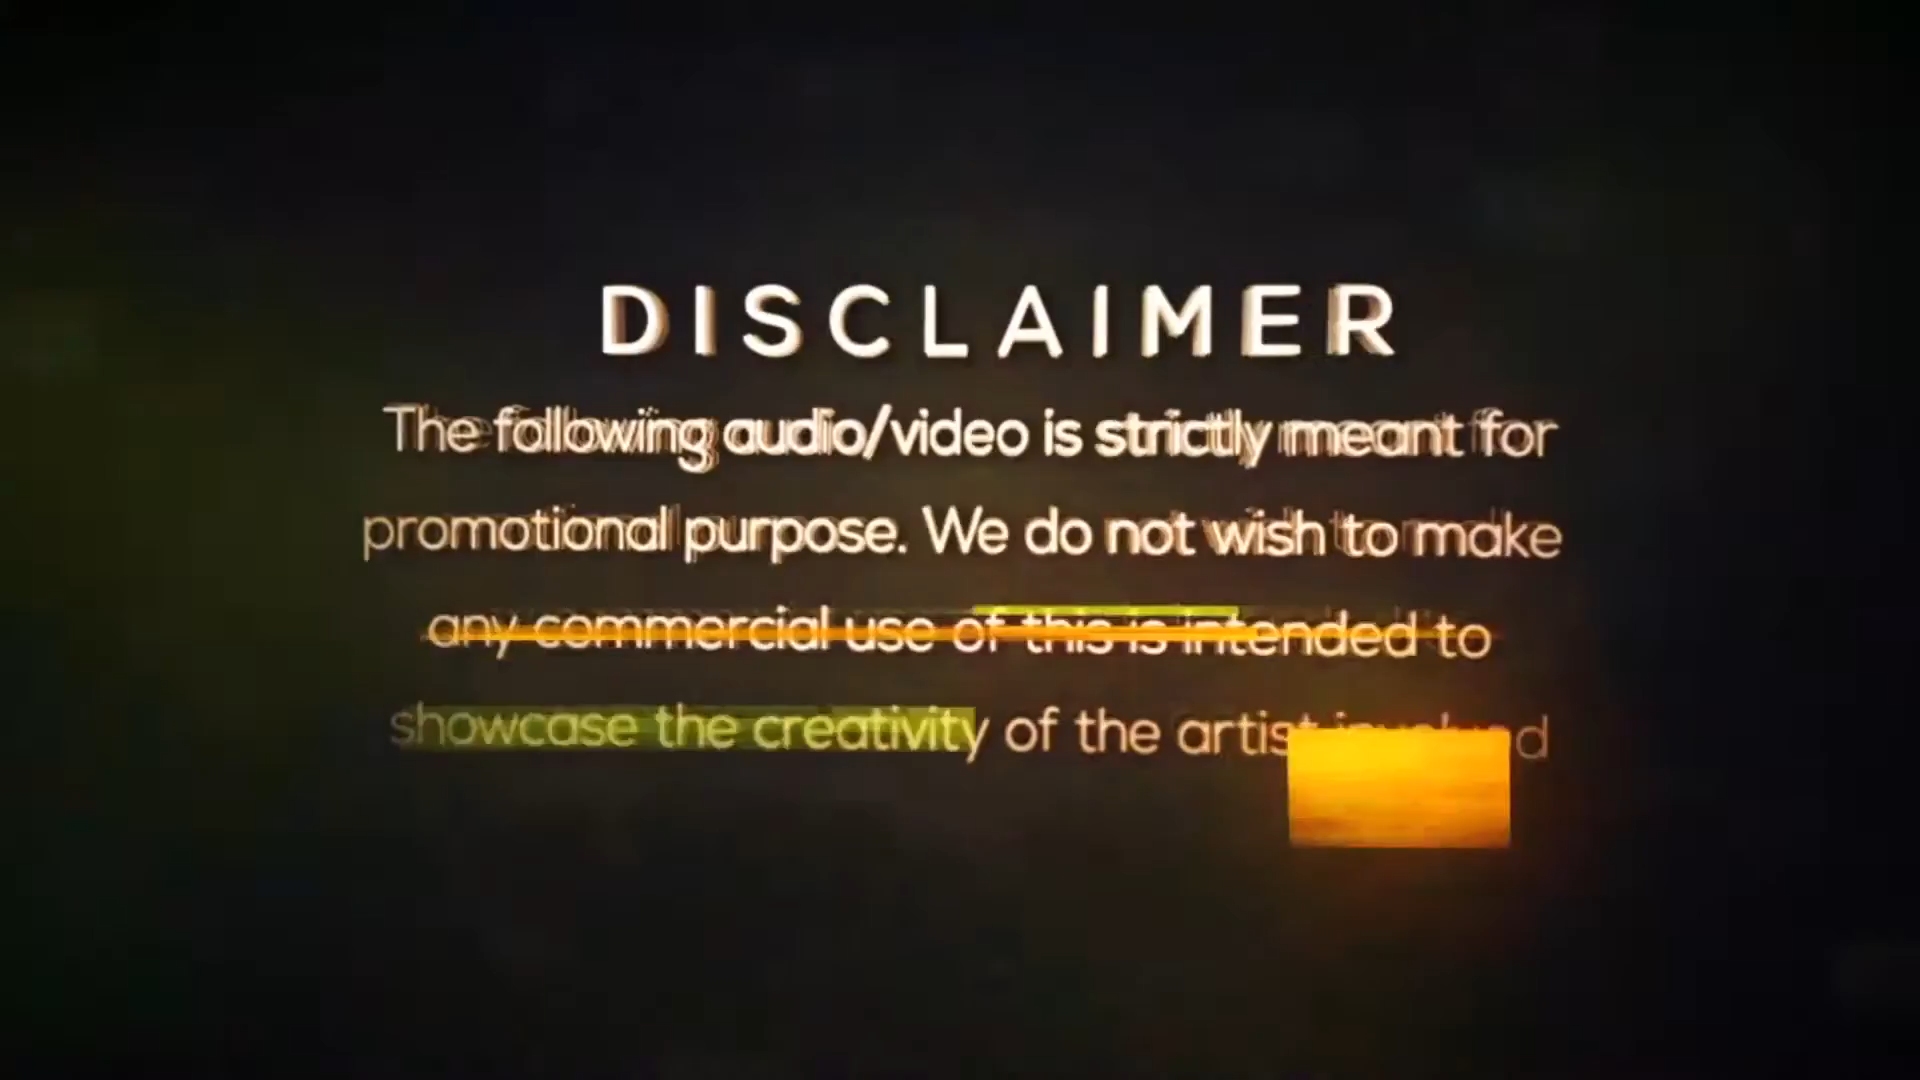 DISCLAIMER
The following audio/video is strictly meant for
promotional purpose. We do not wish to make
any commercial use of this is intended to
showcase the creativity of the artist involved